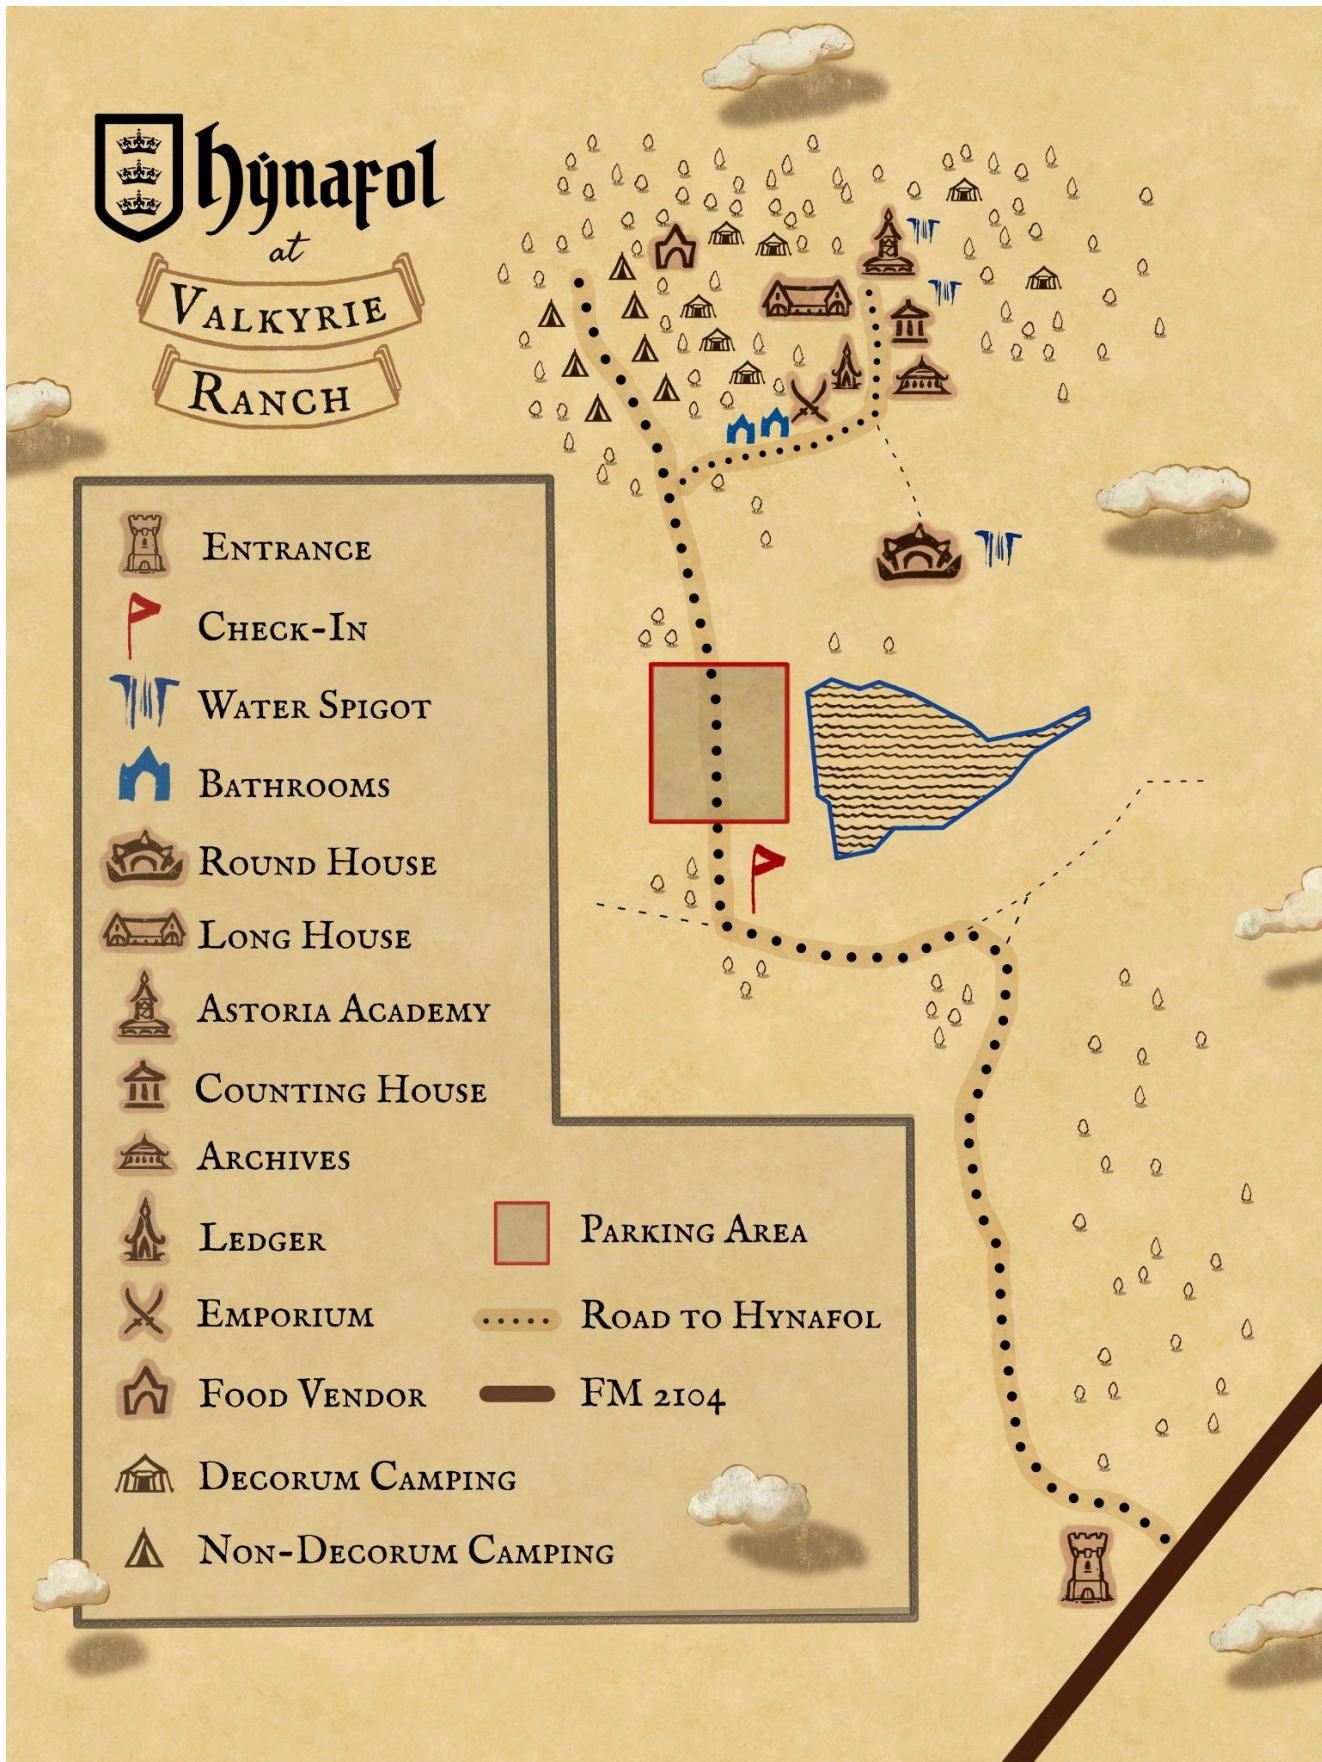 Hýnafol
at
Valkyrie
Ranch
Entrance
Check-In
Water Spigot
Bathrooms
Round House
Long House
Astoria Academy
Counting House
Archives
Ledger
Emporium
Food Vendor
Decorum Camping
Non-Decorum Camping
Parking Area
Road to Hynafol
FM 2104